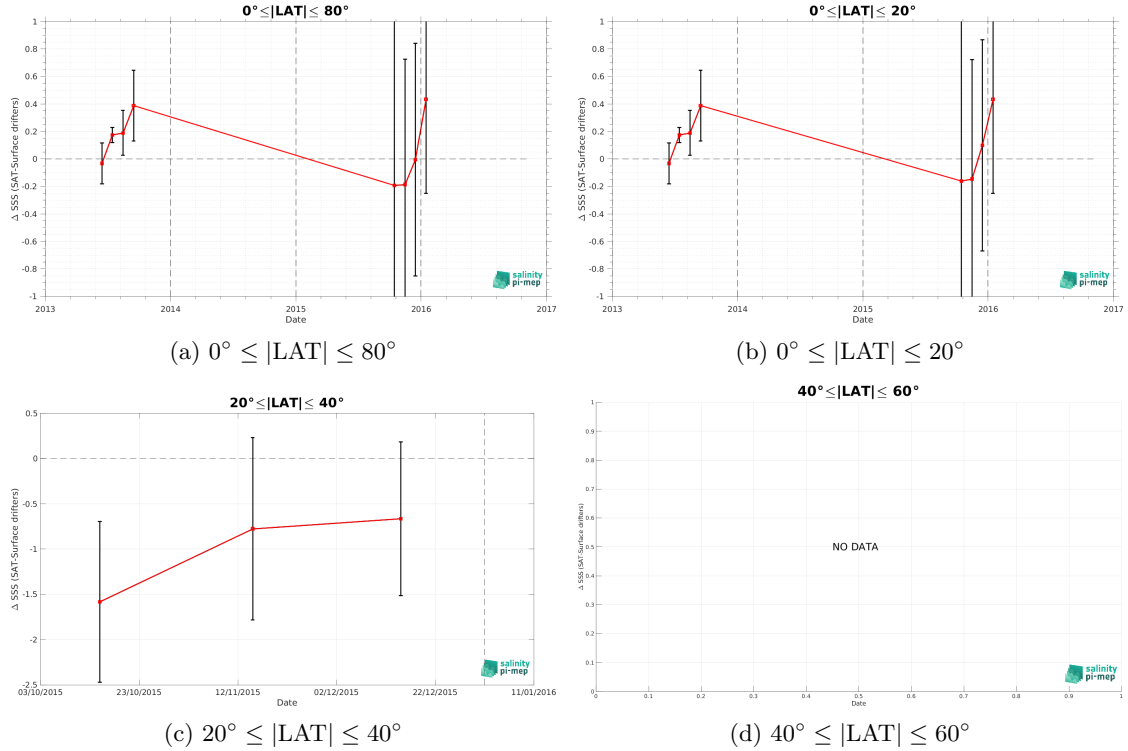 0°≤|LAT|≤ 80°
1
0.8
0.6
0.4
0.2
0
-0.2
-0.4
-0.6
-0.8
-1
Δ SSS (SAT-Surface drifters)
2013
2014
2015
2016
2017
Date
salinity
pi-mep
(a) 0° ≤ |LAT| ≤ 80°
0°≤|LAT|≤ 20°
1
0.8
0.6
0.4
0.2
0
-0.2
-0.4
-0.6
-0.8
-1
Δ SSS (SAT-Surface drifters)
2013
2014
2015
2016
2017
Date
salinity
pi-mep
(b) 0° ≤ |LAT| ≤ 20°
20°≤|LAT|≤ 40°
0.5
0
-0.5
-1
-1.5
-2
-2.5
Δ SSS (SAT-Surface drifters)
03/10/2015
23/10/2015
12/11/2015
02/12/2015
22/12/2015
11/01/2016
Date
salinity
pi-mep
(c) 20° ≤ |LAT| ≤ 40°
40°≤|LAT|≤ 60°
1
0.9
0.8
0.7
0.6
0.5
0.4
0.3
0.2
0.1
0
Δ SSS (SAT-Surface drifters)
NO DATA
0
0.1
0.2
0.3
0.4
0.5
0.6
0.7
0.8
0.9
1
Date
salinity
pi-mep
(d) 40° ≤ |LAT| ≤ 60°